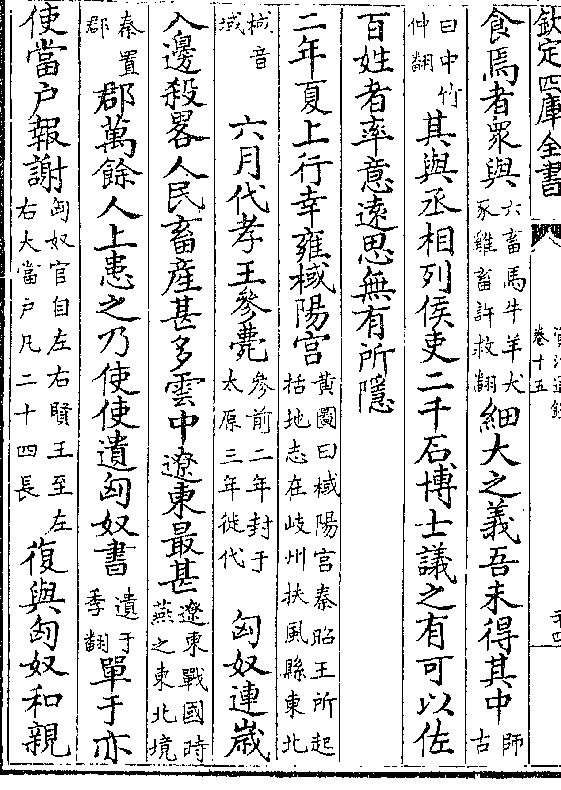 欽定四庫全書 卷十五
食焉者衆與六畜馬牛羊犬豕雞畜許救翻細大之義吾未得其中師古
曰中竹仲翻其與丞相列侯吏二千石博士議之有可以佐
百姓者率意遠思無有所隱
二年夏上行幸雍棫陽宫黄圖曰棫陽宫秦昭王所起括地志在岐州扶風縣東北
棫音域六月代孝王參薨參前二年封于太原三年徙代匈奴連歲
入邊殺畧人民畜産甚多雲中遼東最甚遼東戰國時燕之東北境
秦置郡郡萬餘人上患之乃使使遺匈奴書遺于季翻單于亦
使當户報謝匈奴官自左右賢王至左右大當户凡二十四長復與匈奴和親